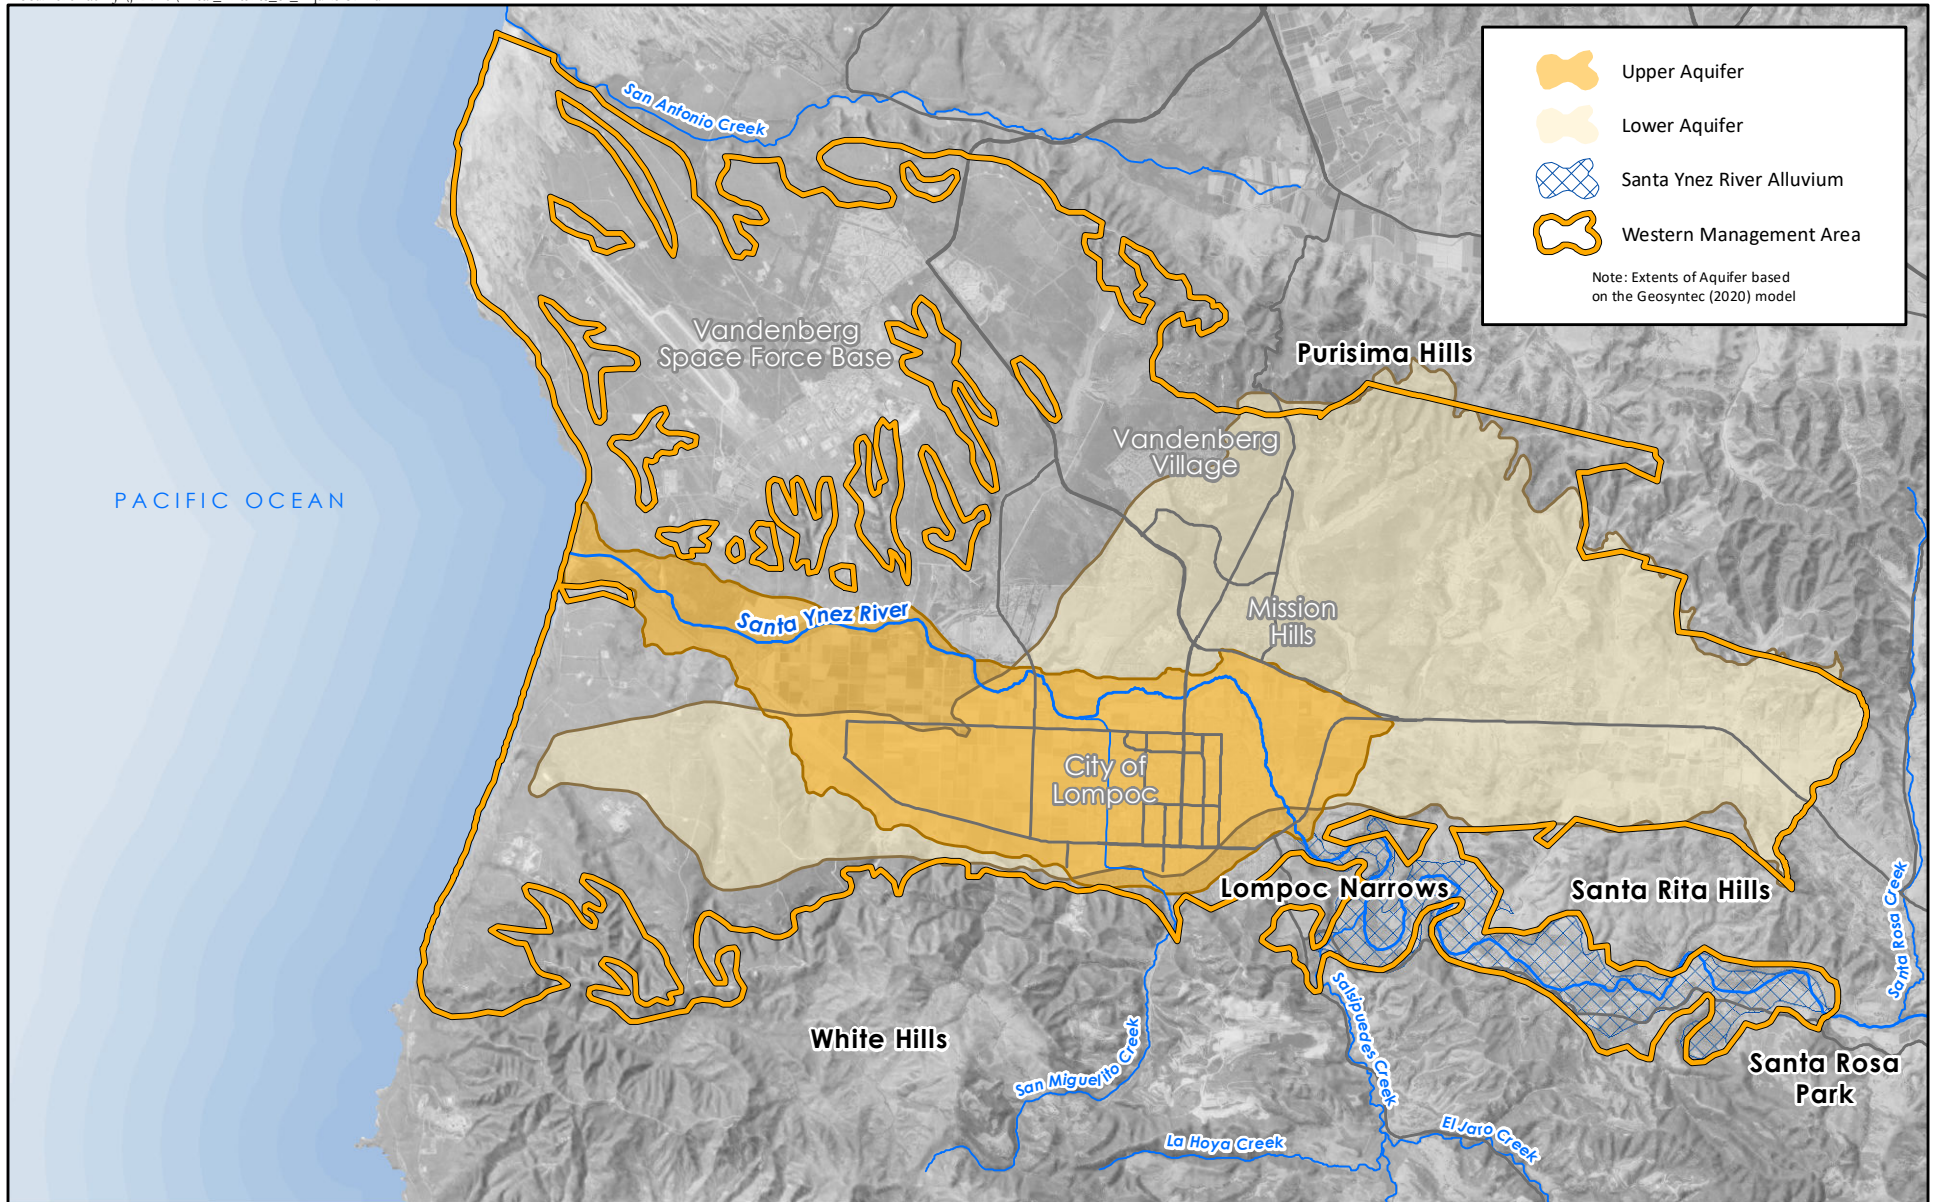 Upper Aquifer
Lower Aquifer
Santa Ynez River Alluvium
Western Management Area
Note: Extents of Aquifer based
on the Geosyntec (2020) model
San Antonio Creek
Vandenberg
Space Force Base
Purisima Hills
Vandenberg
Village
PACIFIC OCEAN
Santa Ynez River
Mission
Hills
City of
Lompoc
Lompoc Narrows
Santa Rita Hills
Santa Rosa Creek
White Hills
San Miguelito Creek
Salsipuedes Creek
Santa Rosa
Park
La Hoya Creek
El Jaro Creek